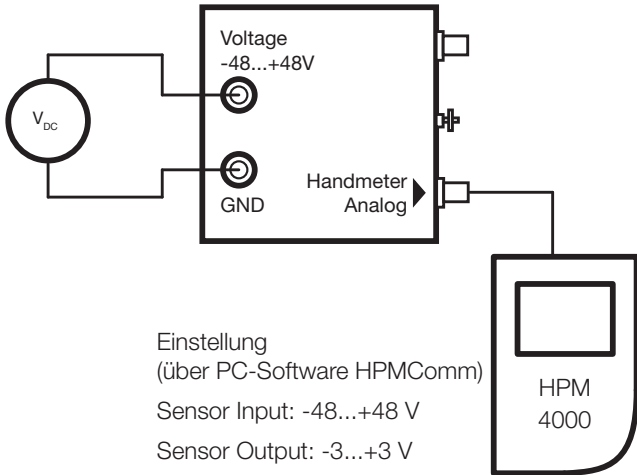 Voltage
-48...+48V
V_DC
Handmeter
Analog
GND
Einstellung
(über PC-Software HPMComm)
Sensor Input: -48...+48 V
Sensor Output: -3...+3 V
HPM
4000